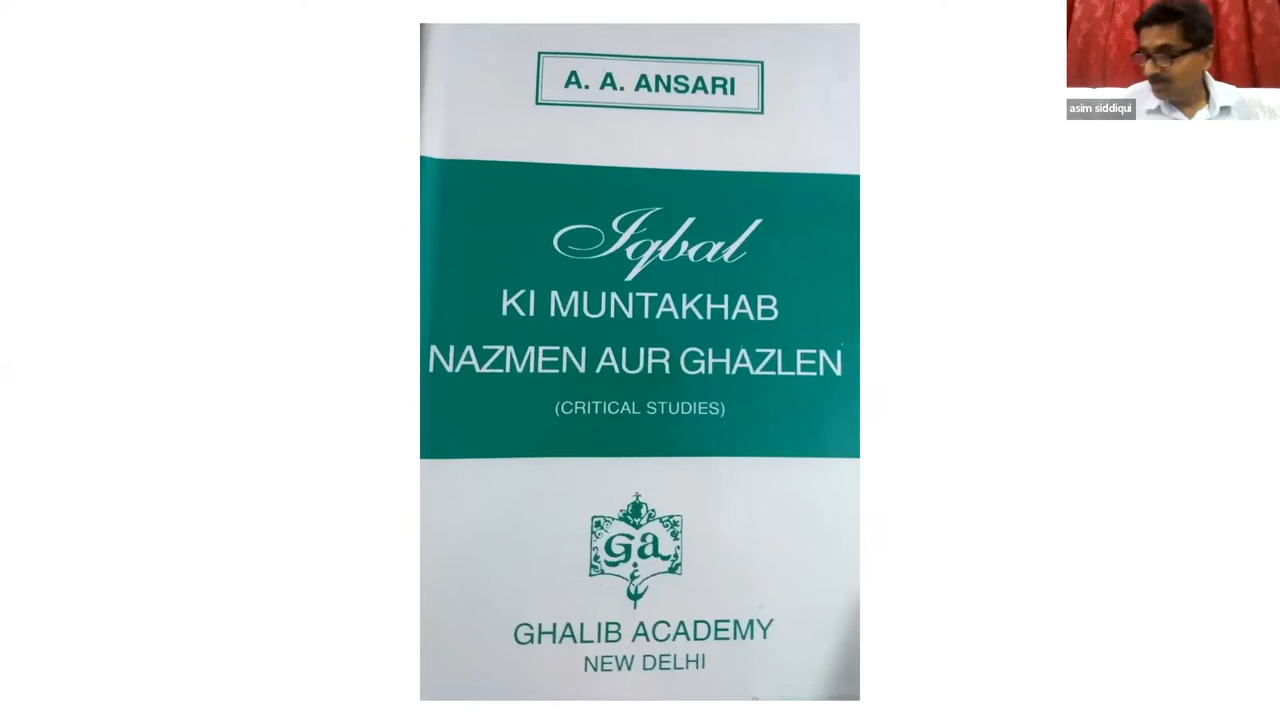 A. A. ANSARI
Iqbal
KI MUNTAKHAB
NAZMEN AUR GHAZLEN
(CRITICAL STUDIES)
Ga
GHALIB ACADEMY
NEW DELHI
asim siddiqui